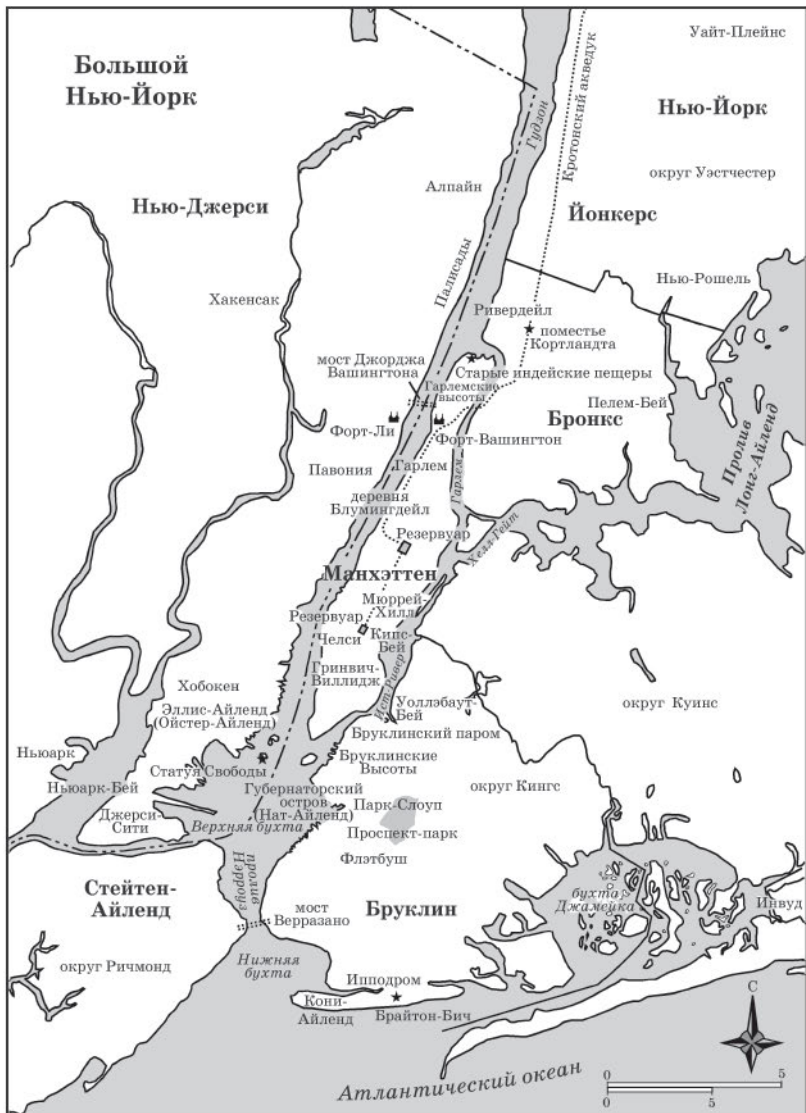 Уайт-Плейнс
Большой
Нью-Йорк
Гудзон
Кротонский акведук
Нью-Йорк
округ Уэстчестер
Алпайн
Нью-Джерси
Йонкерс
Палисады
Нью-Рошель
Хакенсак
Ривердейл
поместье
Кортландта
мост Джорджа
Вашингтона
Старые индейские пещеры
Гарлемские
высоты
Пелем-Бей
Бронкс
Форт-Ли
Форт-Вашингтон
Пролив
Лонг-Айленд
Павония
Гарлем
Гарлем
деревня
Блумингдейл
Резервуар
Хелл-Гейт
Манхэттен
Мюррей-
Хилл
Резервуар
Челси
Кипс-
Бей
Гринвич-
Виллидж
Ист-Ривер
Хобокен
Уоллэбаут-
Бей
округ Куинс
Эллис-Айленд
(Ойстер-Айленд)
Бруклинский паром
Ньюарк
Бруклинские
Высоты
Статуя Свободы
Ньюарк-Бей
Губернаторский
остров
(Нат-Айленд)
округ Кингс
Парк-Слоуп
Джерси-
Сити
Верхняя бухта
Проспект-парк
Флэтбуш
пролив
Нэрроуз
Стейтен-
Айленд
бухта
Джамейка
Инвуд
мост
Верразано
Бруклин
округ Ричмонд
Нижняя
бухта
Ипподром
Кони-
Айленд
Брайтон-Бич
С
Атлантический океан
0 5
0 5